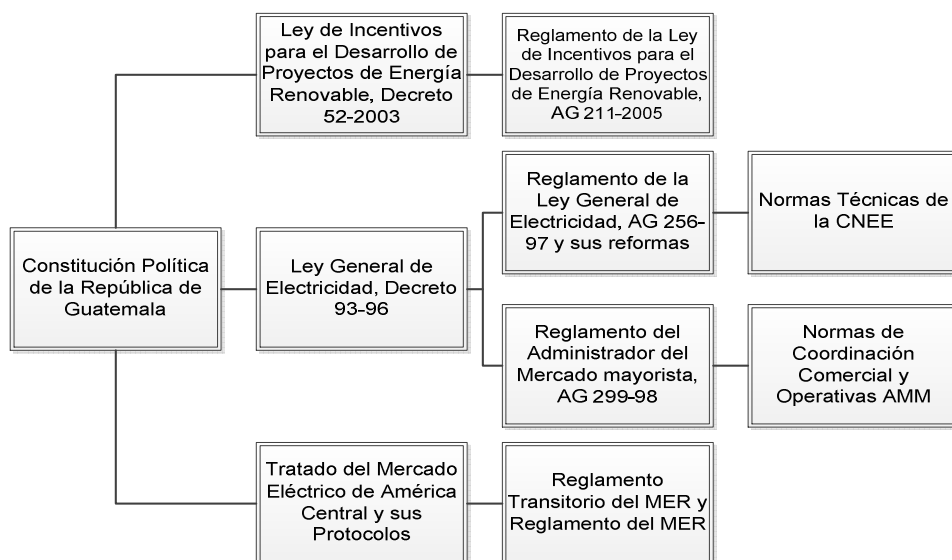 Ley de Incentivos
para el Desarrollo de
Proyectos de Energía
Renovable, Decreto
52-2003
Reglamento de la Ley
de Incentivos para el
Desarrollo de Proyectos
de Energía Renovable,
AG 211-2005
Constitución Política
de la República de
Guatemala
Ley General de
Electricidad, Decreto
93-96
Reglamento de la
Ley General de
Electricidad, AG 256-
97 y sus reformas
Normas Técnicas de
la CNEE
Reglamento del
Administrador del
Mercado mayorista,
AG 299-98
Normas de
Coordinación
Comercial y
Operativas AMM
Tratado del Mercado
Eléctrico de América
Central y sus
Protocolos
Reglamento
Transitorio del MER y
Reglamento del MER